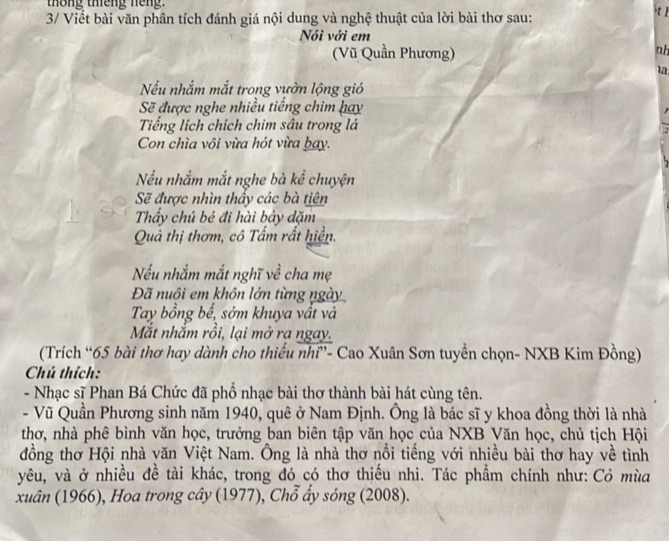 thông thiêng liêng.
3/ Viết bài văn phân tích đánh giá nội dung và nghệ thuật của lời bài thơ sau:
Nói với em
(Vũ Quần Phương)
Nếu nhắm mắt trong vườn lộng gió
Sẽ được nghe nhiều tiếng chim hay
Tiếng lích chích chim sâu trong lá
Con chìa vôi vừa hót vừa bay.
Nếu nhắm mắt nghe bà kể chuyện
Sẽ được nhìn thấy các bà tiên
Thấy chú bé đi hài bảy dặm
Quả thị thơm, cô Tấm rất hiền.
Nếu nhắm mắt nghĩ về cha mẹ
Đã nuôi em khôn lớn từng ngày
Tay bồng bế, sớm khuya vất vả
Mắt nhắm rồi, lại mở ra ngay.
(Trích “65 bài thơ hay dành cho thiếu nhi”- Cao Xuân Sơn tuyển chọn- NXB Kim Đồng)
Chú thích:
- Nhạc sĩ Phan Bá Chức đã phổ nhạc bài thơ thành bài hát cùng tên.
- Vũ Quần Phương sinh năm 1940, quê ở Nam Định. Ông là bác sĩ y khoa đồng thời là nhà
thơ, nhà phê bình văn học, trưởng ban biên tập văn học của NXB Văn học, chủ tịch Hội
đồng thơ Hội nhà văn Việt Nam. Ông là nhà thơ nổi tiếng với nhiều bài thơ hay về tình
yêu, và ở nhiều đề tài khác, trong đó có thơ thiếu nhi. Tác phẩm chính như: Cỏ mùa
xuân (1966), Hoa trong cây (1977), Chỗ ấy sóng (2008).